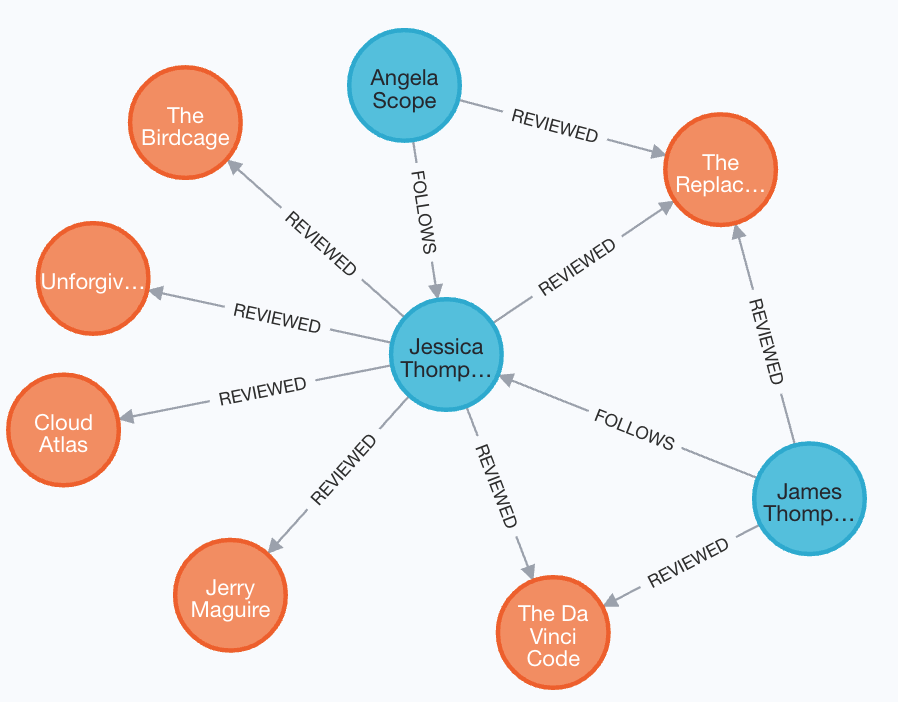 Angela
Scope
The
Birdcage
REVIEWED
The
Replac...
FOLLOWS
REVIEWED
REVIEWED
Unforgiv...
REVIEWED
Jessica
Thomp...
REVIEWED
REVIEWED
Cloud
Atlas
FOLLOWS
REVIEWED
REVIEWED
James
Thomp...
REVIEWED
Jerry
Maguire
The Da
Vinci
Code